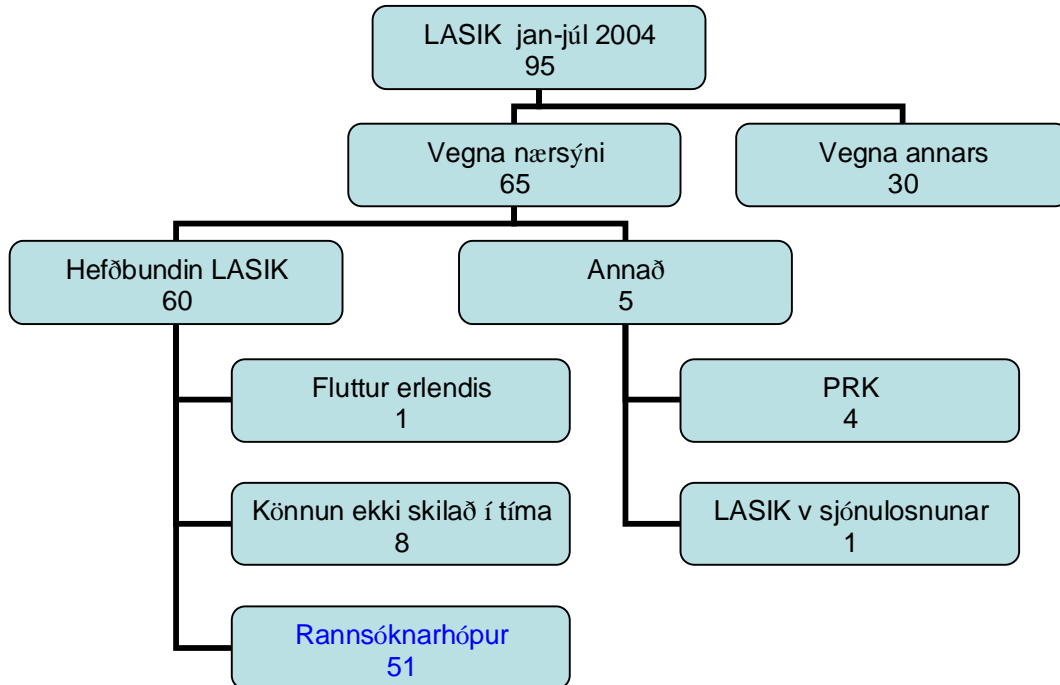 LASIK jan-júl 2004
95
Vegna nærsýni
65
Vegna annars
30
Hefðbundin LASIK
60
Annað
5
Fluttur erlendis
1
PRK
4
Könnun ekki skilað í tíma
8
LASIK v sjónulosnunar
1
Rannsóknarhópur
51